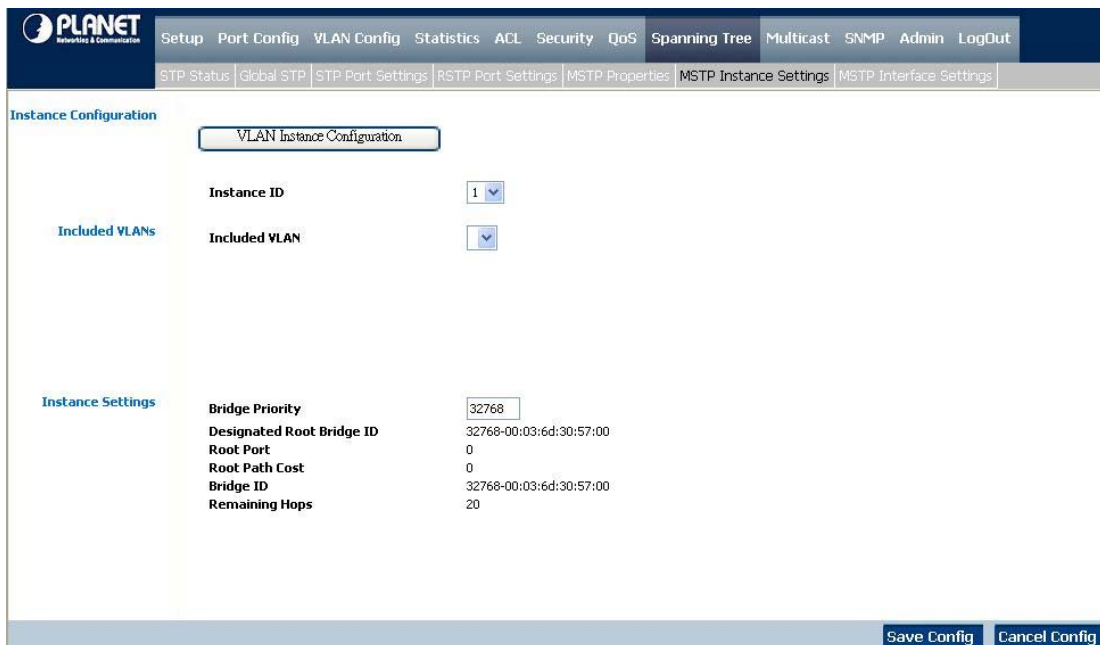 PLANET
Networking & Communication
Setup Port Config VLAN Config Statistics ACL Security QoS Spanning Tree Multicast SNMP Admin LogOut
STP Status Global STP STP Port Settings RSTP Port Settings MSTP Properties MSTP Instance Settings MSTP Interface Settings
Instance Configuration
VLAN Instance Configuration
Instance ID 1
Included VLANs
Included VLAN
Instance Settings
Bridge Priority 32768
Designated Root Bridge ID 32768-00:03:6d:30:57:00
Root Port 0
Root Path Cost 0
Bridge ID 32768-00:03:6d:30:57:00
Remaining Hops 20
Save Config Cancel Config